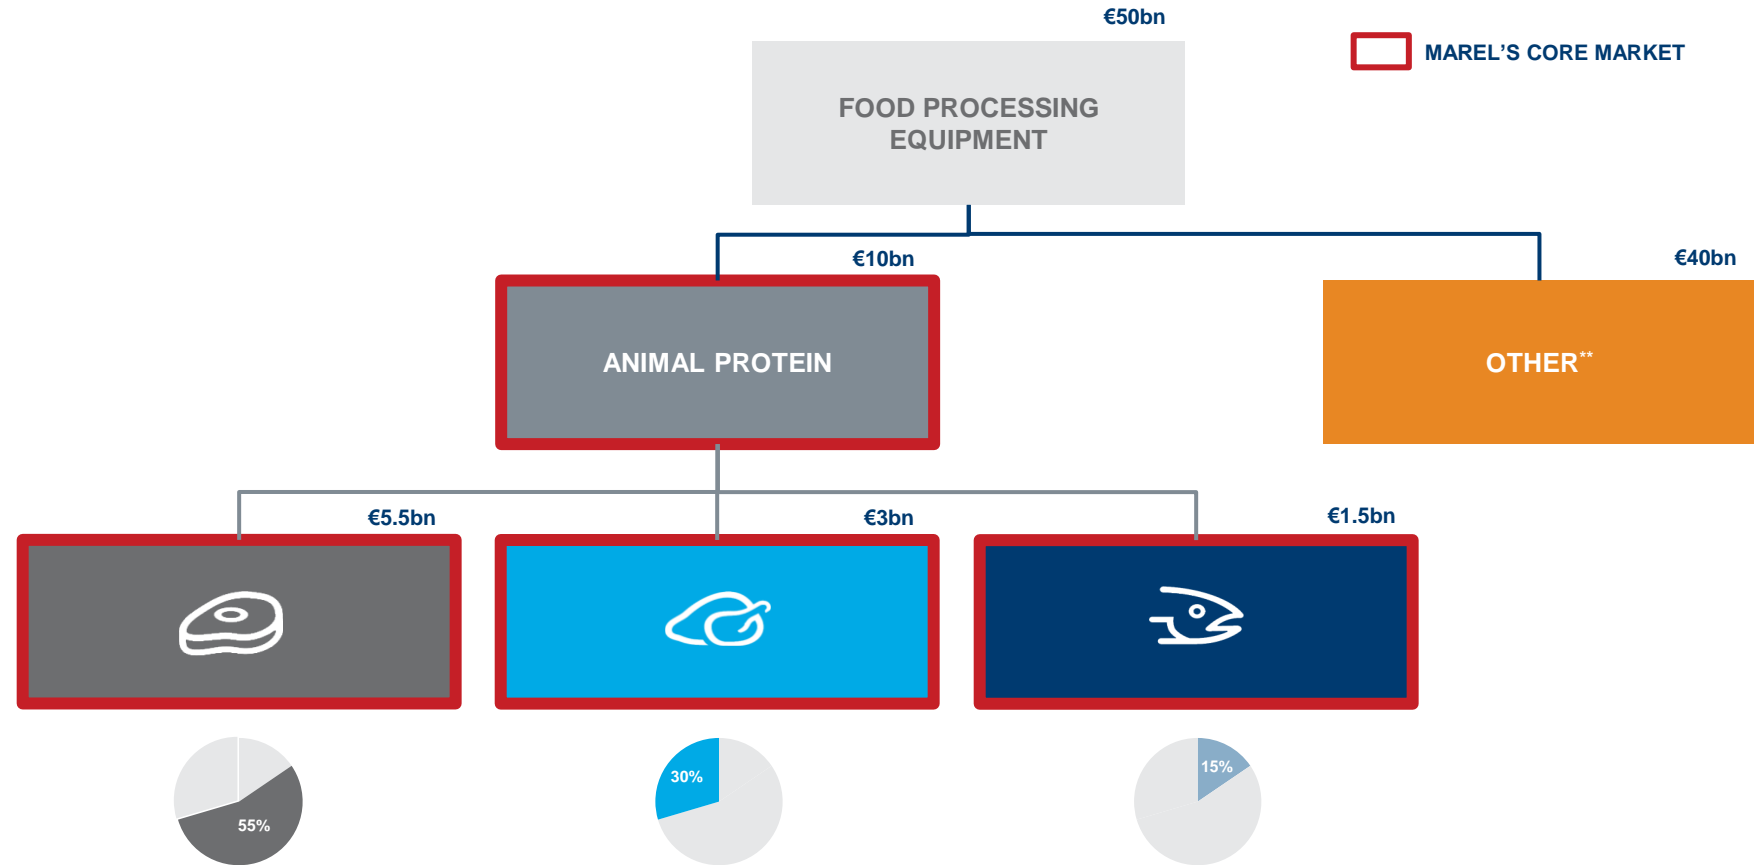 €50bn
MAREL'S CORE MARKET
FOOD PROCESSING
EQUIPMENT
€10bn
€40bn
ANIMAL PROTEIN
OTHER**
€5.5bn
€3bn
€1.5bn
55%
30%
15%